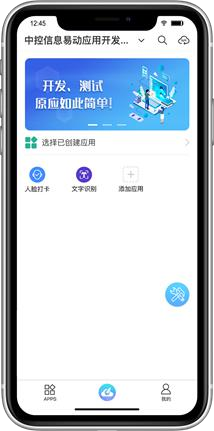 12:45
中控信息易动应用开发...
开发、测试
原应如此简单！
选择已创建应用
人脸打卡
文字识别
添加应用
APPS
我的